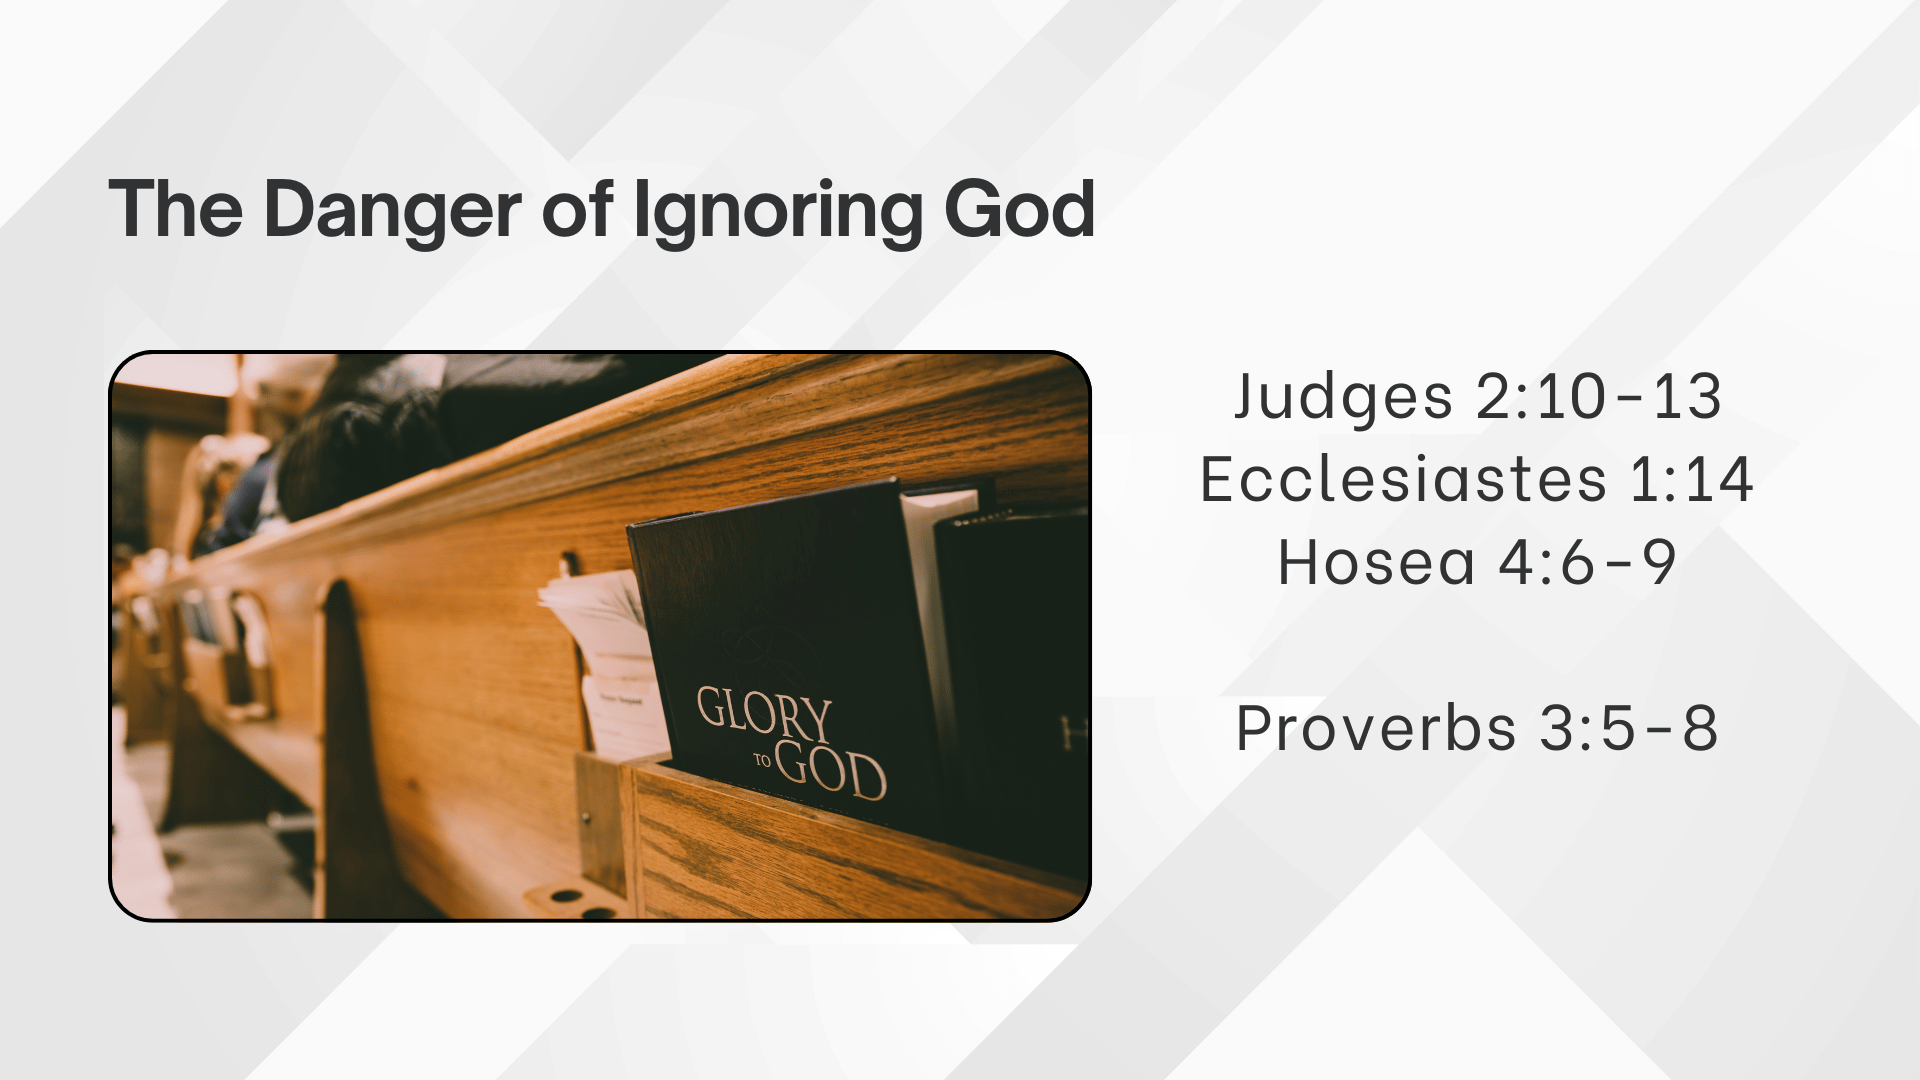 The Danger of Ignoring God
GLORY
TO GOD
Judges 2:10-13
Ecclesiastes 1:14
Hosea 4:6-9
Proverbs 3:5-8